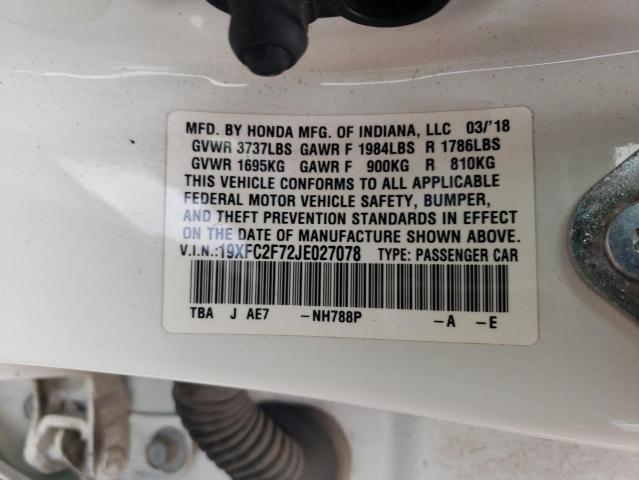 MFD. BY HONDA MFG. OF INDIANA, LLC 03/'18
GVWR 3737LBS GAWR F 1984LBS R 1786LBS
GVWR 1695KG GAWR F 900KG R 810KG
THIS VEHICLE CONFORMS TO ALL APPLICABLE
FEDERAL MOTOR VEHICLE SAFETY, BUMPER,
AND THEFT PREVENTION STANDARDS IN EFFECT
ON DATE OF MANUFACTURE SHOWN ABOVE.
V.I.N.:19XFC2F72JE027078 TYPE: PASSENGER CAR
TBA J AE7 -NH788P -A -E